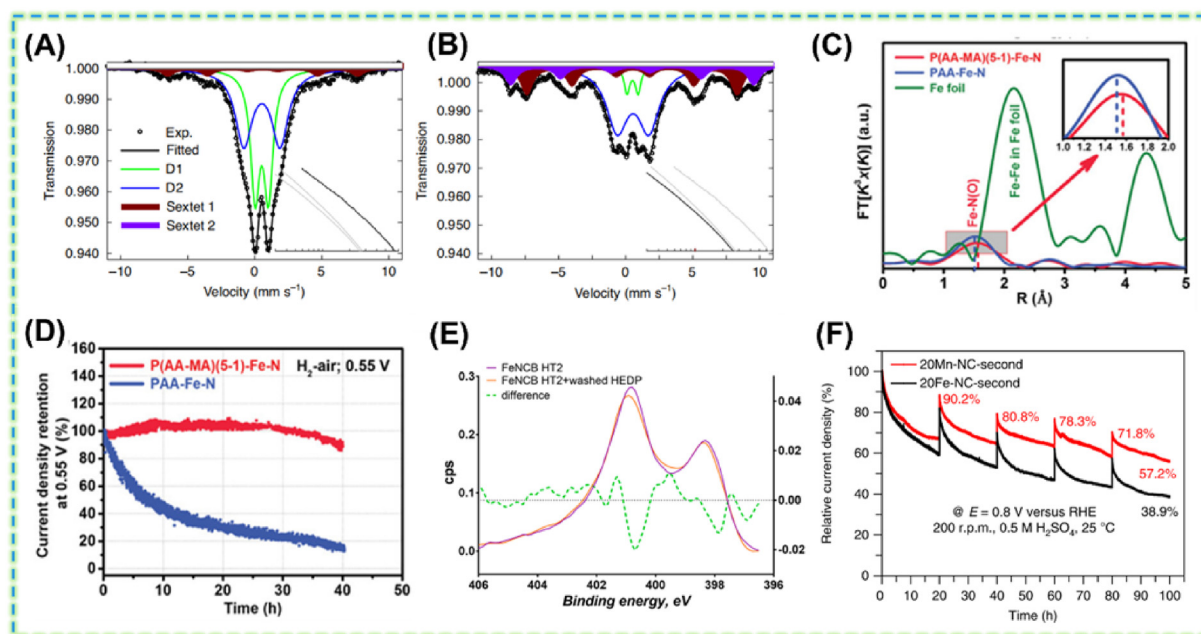 (A)
Transmission
1.000
0.990
0.980
0.970
0.960
0.950
0.940
Exp.
Fitted
D1
D2
Sextet 1
Sextet 2
−10 −5 0 5 10
Velocity (mm s⁻¹)
(B)
Transmission
1.000
0.990
0.980
0.970
0.960
0.950
0.940
−10 −5 0 5 10
Velocity (mm s⁻¹)
(C)
FT[K³x(K)] [a.u.]
P(AA-MA)(5-1)-Fe-N
PAA-Fe-N
Fe foil
1.0 1.2 1.4 1.6 1.8 2.0
Fe-N(O)
Fe-Fe in Fe foil
0 1 2 3 4 5
R (Å)
(D)
Current density retention
at 0.55 V (%)
160
140
120
100
80
60
40
20
0
P(AA-MA)(5-1)-Fe-N H₂-air; 0.55 V
PAA-Fe-N
0 10 20 30 40 50
Time (h)
(E)
FeNCB HT2
FeNCB HT2+washed HEDP
difference
cps
0.3
0.2
0.1
0.0
0.04
0.02
0.00
-0.02
406 404 402 400 398 396
Binding energy, eV
(F)
Relative current density (%)
100
80
60
40
20
0
20Mn-NC-second
20Fe-NC-second
90.2%
80.8%
78.3%
71.8%
57.2%
38.9%
@ E = 0.8 V versus RHE
200 r.p.m., 0.5 M H₂SO₄, 25 °C
0 10 20 30 40 50 60 70 80 90 100
Time (h)